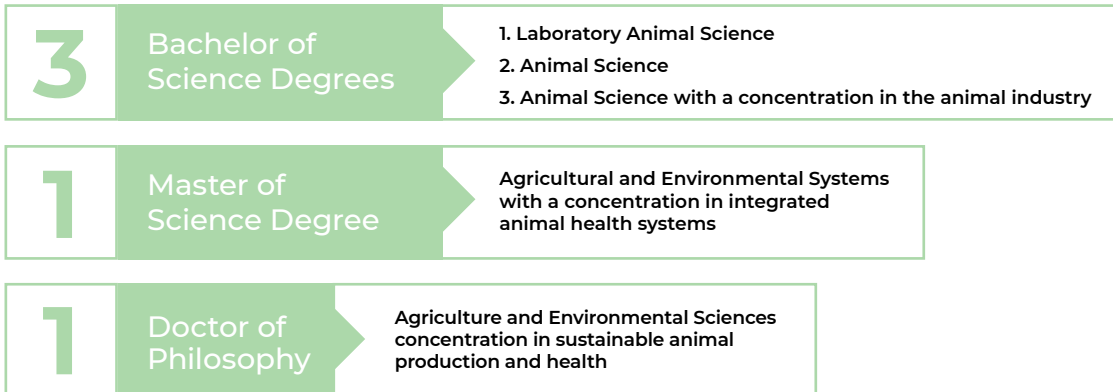 3
Bachelor of
Science Degrees
1. Laboratory Animal Science
2. Animal Science
3. Animal Science with a concentration in the animal industry
1
Master of
Science Degree
Agricultural and Environmental Systems
with a concentration in integrated
animal health systems
1
Doctor of
Philosophy
Agriculture and Environmental Sciences
concentration in sustainable animal
production and health